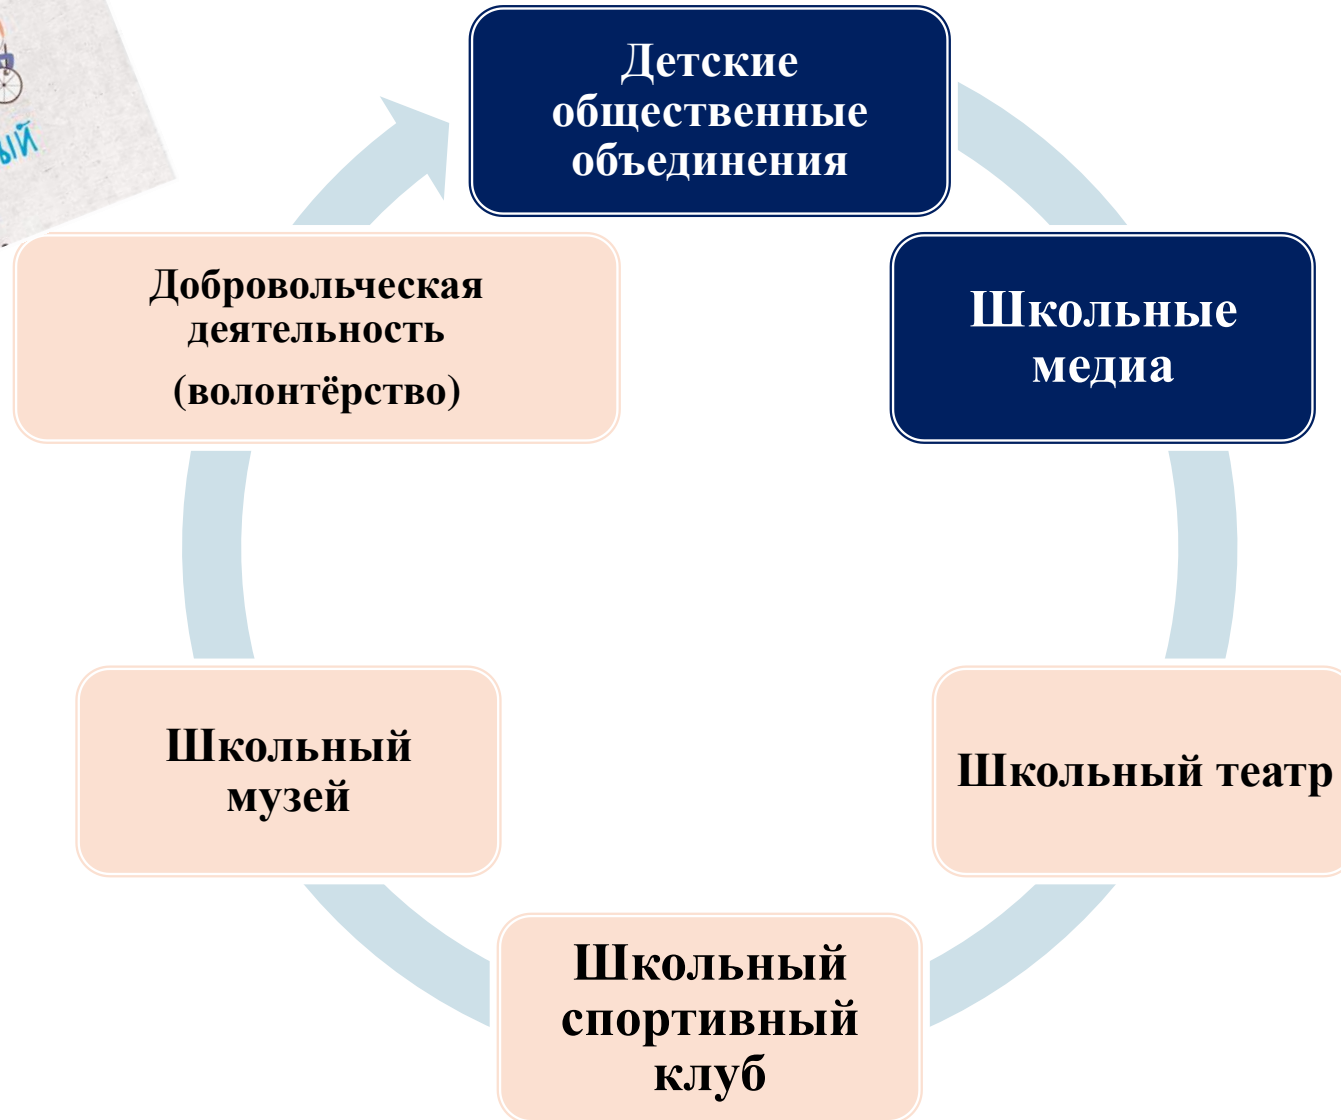 Детские
общественные
объединения
Школьные
медиа
Школьный театр
Школьный
спортивный
клуб
Школьный
музей
Добровольческая
деятельность
(волонтёрство)